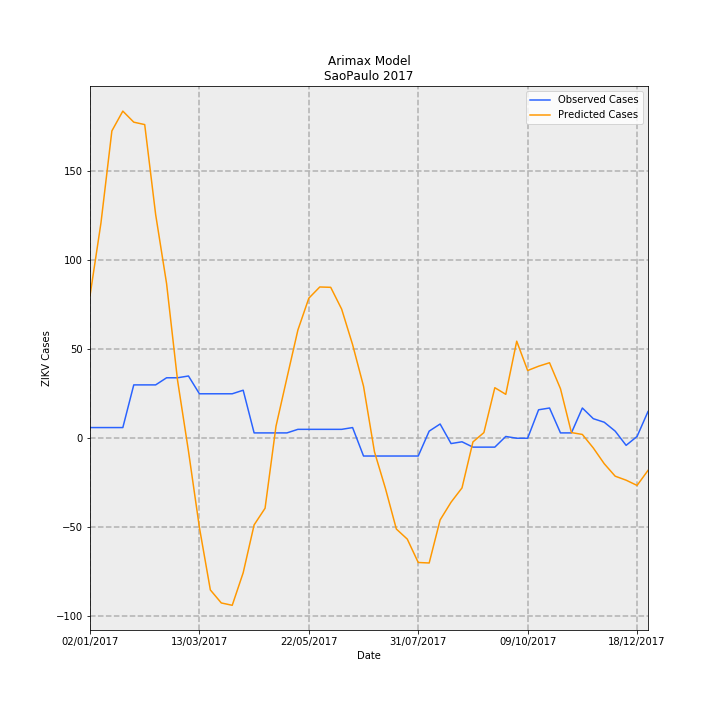 Arimax Model
SaoPaulo 2017
Observed Cases
Predicted Cases
ZIKV Cases
150
100
50
0
−50
−100
02/01/2017
13/03/2017
22/05/2017
31/07/2017
09/10/2017
18/12/2017
Date